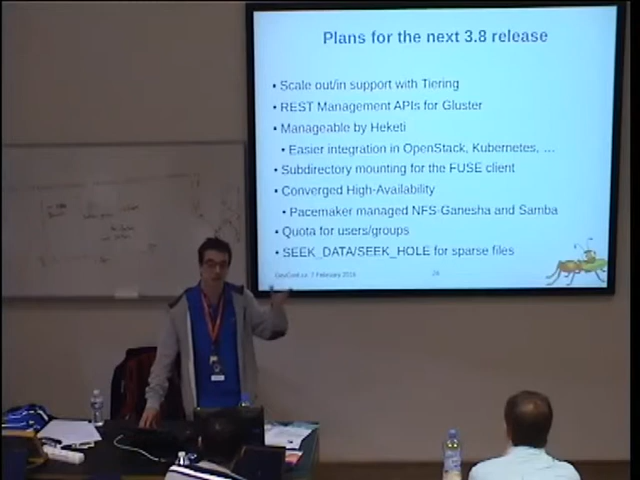 Plans for the next 3.8 release
• Scale out/in support with Tiering
• REST Management APIs for Gluster
• Manageable by Heketi
• Easier integration in OpenStack, Kubernetes, ...
• Subdirectory mounting for the FUSE client
• Converged High-Availability
• Pacemaker managed NFS-Ganesha and Samba
• Quota for users/groups
• SEEK_DATA/SEEK_HOLE for sparse files
DevConf.cz 7 February 2016